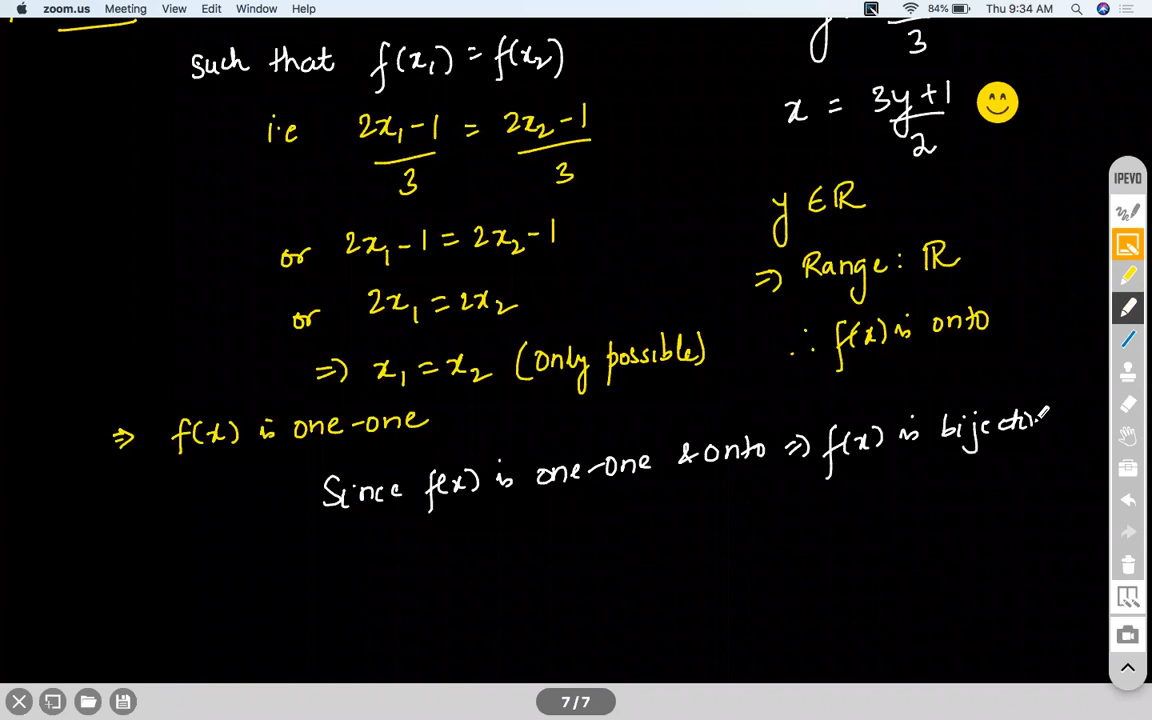 zoom.us Meeting View Edit Window Help 84% Thu 9:34 AM
such that f(x₁) = f(x₂)
i.e 2x₁-1/3 = 2x₂-1/3
or 2x₁-1 = 2x₂-1
or 2x₁ = 2x₂
=> x₁ = x₂ (only possible)
=> f(x) is one-one
3
x = 3y+1/2
y ∈ ℝ
=> Range: ℝ
∴ f(x) is onto
Since f(x) is one-one & onto => f(x) is bijecti
IPEVO
7/7